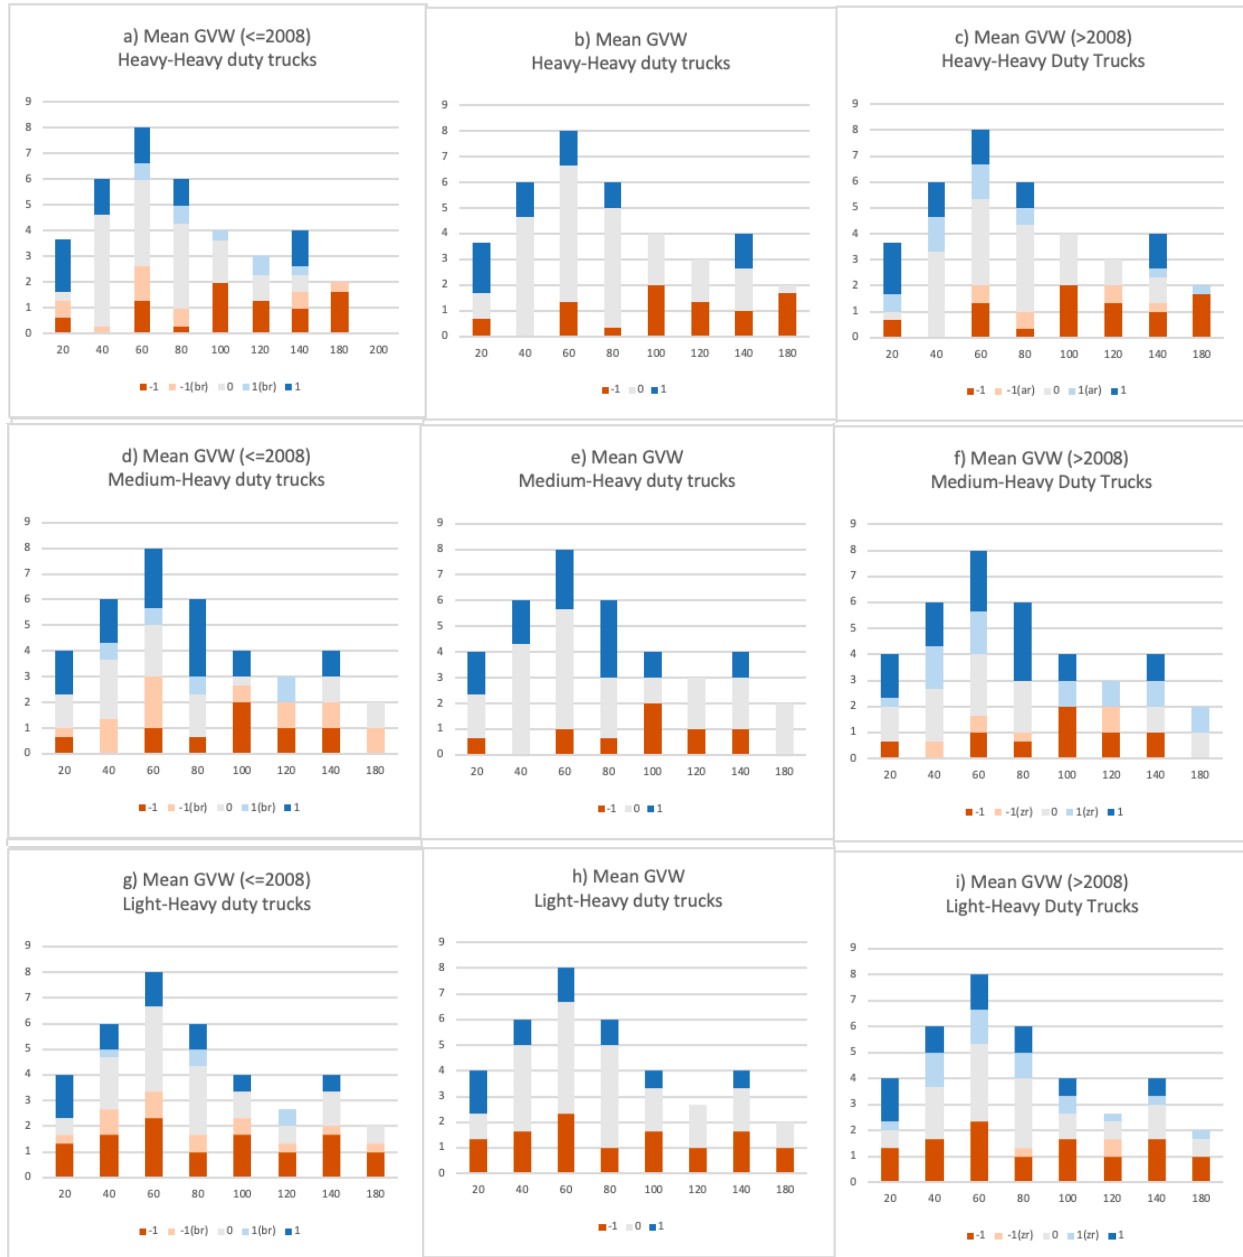 a) Mean GVW (<=2008)
Heavy-Heavy duty trucks
9
8
7
6
5
4
3
2
1
0
20 40 60 80 100 120 140 180 200
-1 -1(br) 0 1(br) 1
b) Mean GVW
Heavy-Heavy duty trucks
9
8
7
6
5
4
3
2
1
0
20 40 60 80 100 120 140 180
-1 0 1
c) Mean GVW (>2008)
Heavy-Heavy Duty Trucks
9
8
7
6
5
4
3
2
1
0
20 40 60 80 100 120 140 180
-1 -1(ar) 0 1(ar) 1
d) Mean GVW (<=2008)
Medium-Heavy duty trucks
9
8
7
6
5
4
3
2
1
0
20 40 60 80 100 120 140 180
-1 -1(br) 0 1(br) 1
e) Mean GVW
Medium-Heavy duty trucks
9
8
7
6
5
4
3
2
1
0
20 40 60 80 100 120 140 180
-1 0 1
f) Mean GVW (>2008)
Medium-Heavy Duty Trucks
9
8
7
6
5
4
3
2
1
0
20 40 60 80 100 120 140 180
-1 -1(zr) 0 1(zr) 1
g) Mean GVW (<=2008)
Light-Heavy duty trucks
9
8
7
6
5
4
3
2
1
0
20 40 60 80 100 120 140 180
-1 -1(br) 0 1(br) 1
h) Mean GVW
Light-Heavy duty trucks
9
8
7
6
5
4
3
2
1
0
20 40 60 80 100 120 140 180
-1 0 1
i) Mean GVW (>2008)
Light-Heavy Duty Trucks
9
8
7
6
5
4
3
2
1
0
20 40 60 80 100 120 140 180
-1 -1(zr) 0 1(zr) 1